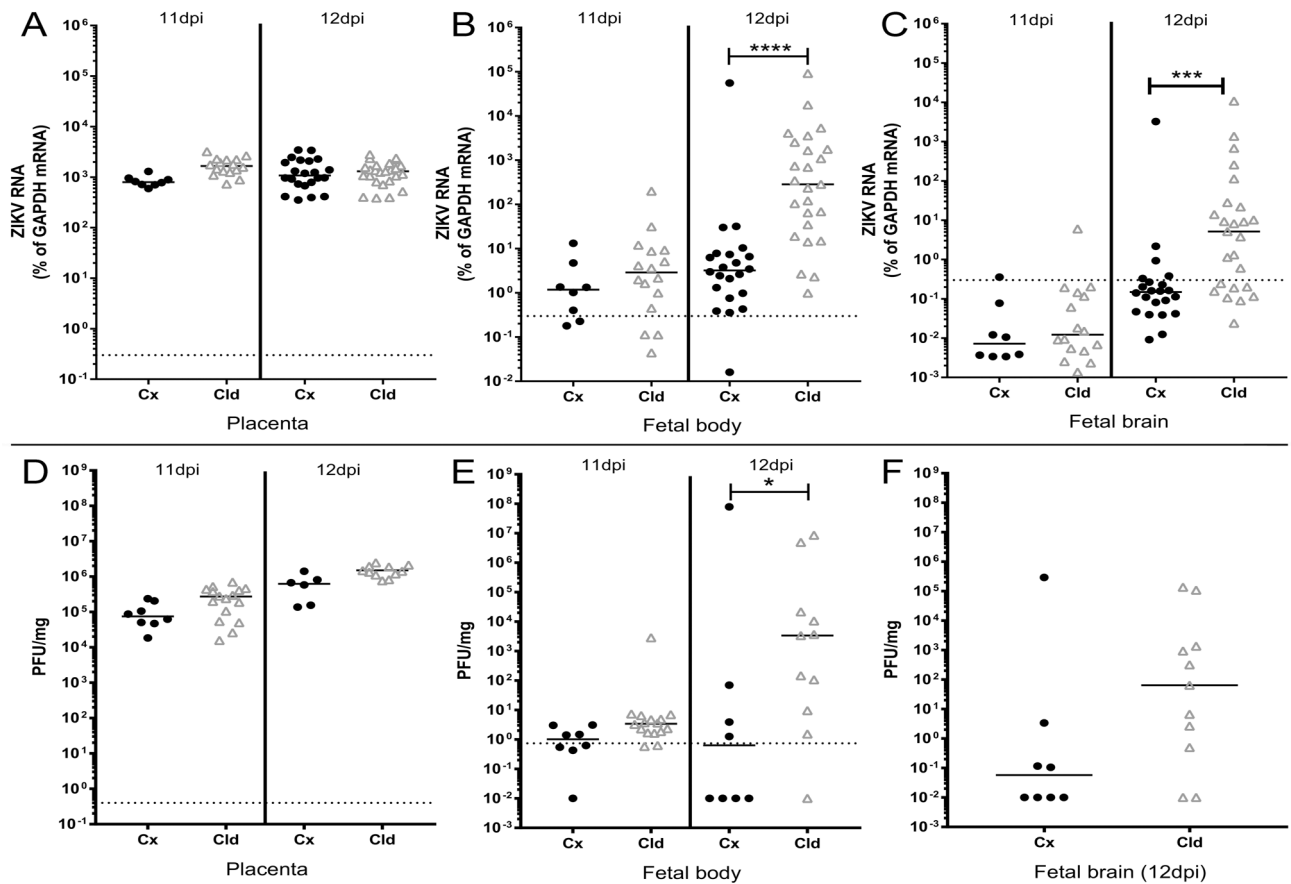 A
11dpi
12dpi
ZIKV RNA
(% of GAPDH mRNA)
10^6
10^5
10^4
10^3
10^2
10^1
10^0
10^-1
Cx
Cld
Cx
Cld
Placenta
B
11dpi
12dpi
****
ZIKV RNA
(% of GAPDH mRNA)
10^6
10^5
10^4
10^3
10^2
10^1
10^0
10^-1
10^-2
Cx
Cld
Cx
Cld
Fetal body
C
11dpi
12dpi
***
ZIKV RNA
(% of GAPDH mRNA)
10^6
10^5
10^4
10^3
10^2
10^1
10^0
10^-1
10^-2
10^-3
Cx
Cld
Cx
Cld
Fetal brain
D
11dpi
12dpi
PFU/mg
10^9
10^8
10^7
10^6
10^5
10^4
10^3
10^2
10^1
10^0
10^-1
Cx
Cld
Cx
Cld
Placenta
E
11dpi
12dpi
*
PFU/mg
10^9
10^8
10^7
10^6
10^5
10^4
10^3
10^2
10^1
10^0
10^-1
10^-2
10^-3
Cx
Cld
Cx
Cld
Fetal body
F
PFU/mg
10^9
10^8
10^7
10^6
10^5
10^4
10^3
10^2
10^1
10^0
10^-1
10^-2
10^-3
Cx
Cld
Fetal brain (12dpi)